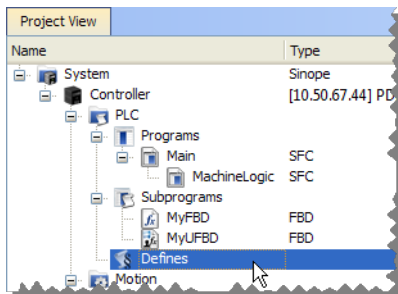 Project View
Name Type
System Sinope
Controller [10.50.67.44] PD
PLC
Programs
Main SFC
MachineLogic SFC
Subprograms
MyFBD FBD
MyUFBD FBD
Defines
Motion